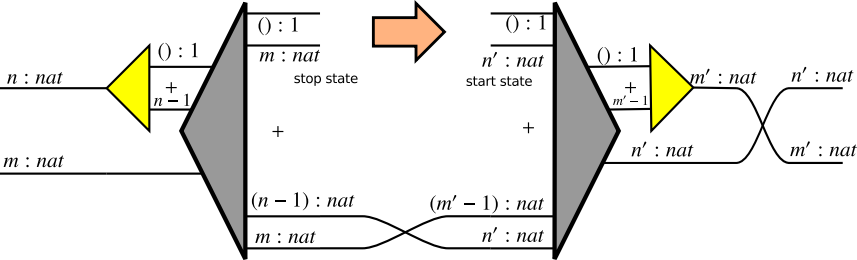 n : nat
m : nat
() : 1
+
n − 1
() : 1
m : nat
stop state
+
(n − 1) : nat
m : nat
() : 1
n′ : nat
start state
+
(m′ − 1) : nat
n′ : nat
() : 1
+
m′ − 1
n′ : nat
m′ : nat
n′ : nat
m′ : nat